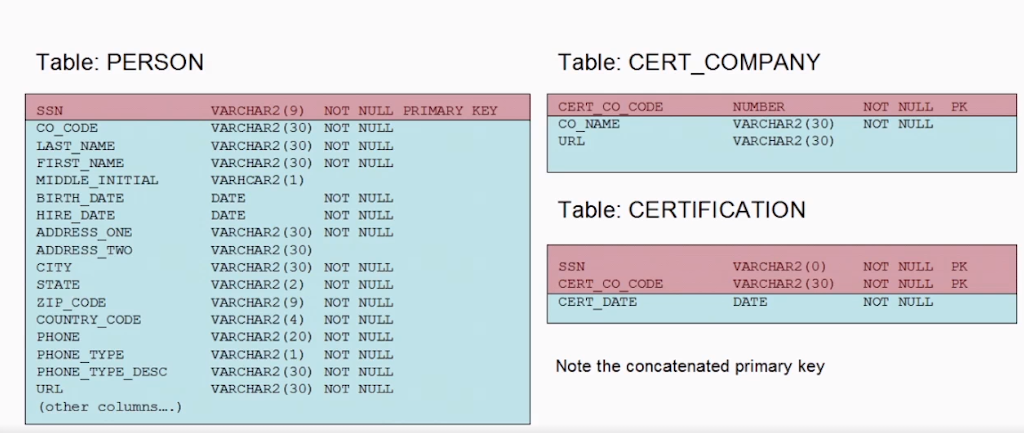 Table: PERSON
SSN VARCHAR2(9) NOT NULL PRIMARY KEY
CO_CODE VARCHAR2(30) NOT NULL
LAST_NAME VARCHAR2(30) NOT NULL
FIRST_NAME VARCHAR2(30) NOT NULL
MIDDLE_INITIAL VARHCAR2(1)
BIRTH_DATE DATE NOT NULL
HIRE_DATE DATE NOT NULL
ADDRESS_ONE VARCHAR2(30) NOT NULL
ADDRESS_TWO VARCHAR2(30)
CITY VARCHAR2(30) NOT NULL
STATE VARCHAR2(2) NOT NULL
ZIP_CODE VARCHAR2(9) NOT NULL
COUNTRY_CODE VARCHAR2(4) NOT NULL
PHONE VARCHAR2(20) NOT NULL
PHONE_TYPE VARCHAR2(1) NOT NULL
PHONE_TYPE_DESC VARCHAR2(30) NOT NULL
URL VARCHAR2(30) NOT NULL
(other columns….)
Table: CERT_COMPANY
CERT_CO_CODE NUMBER NOT NULL PK
CO_NAME VARCHAR2(30) NOT NULL
URL VARCHAR2(30)
Table: CERTIFICATION
SSN VARCHAR2(0) NOT NULL PK
CERT_CO_CODE VARCHAR2(30) NOT NULL PK
CERT_DATE DATE NOT NULL
Note the concatenated primary key